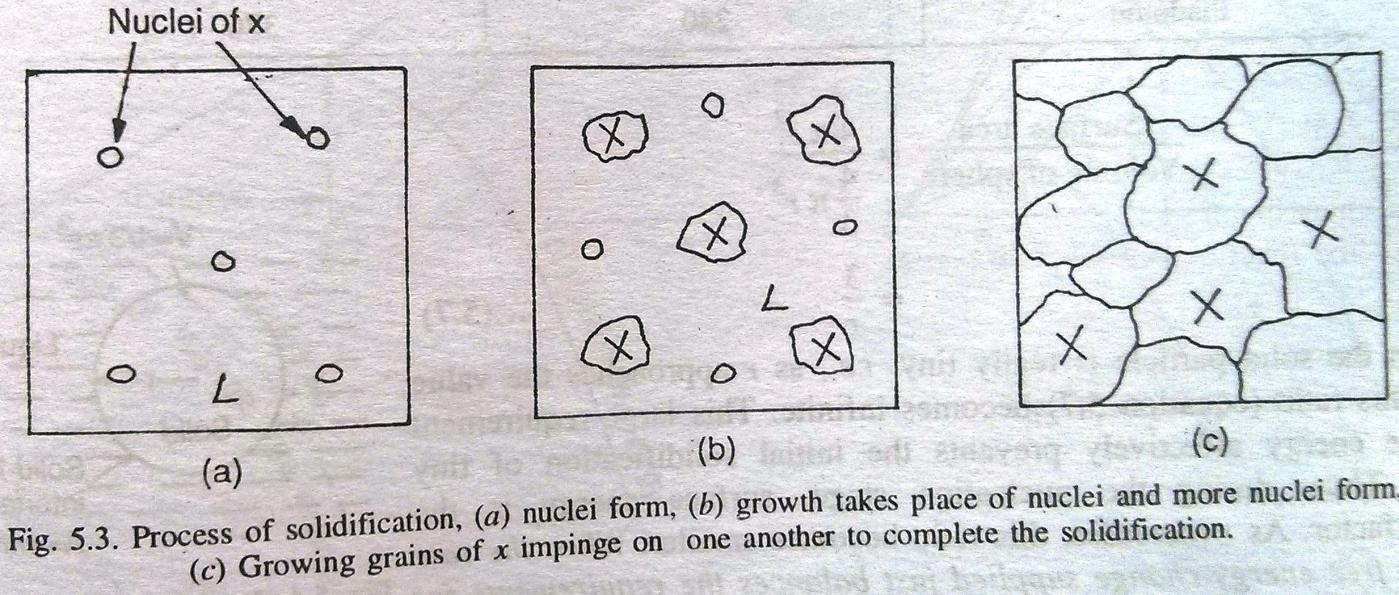 Nuclei of x
L
(a)
X X
X
L
X X
(b)
X
X
X
X
(c)
Fig. 5.3. Process of solidification, (a) nuclei form, (b) growth takes place of nuclei and more nuclei form.
(c) Growing grains of x impinge on one another to complete the solidification.